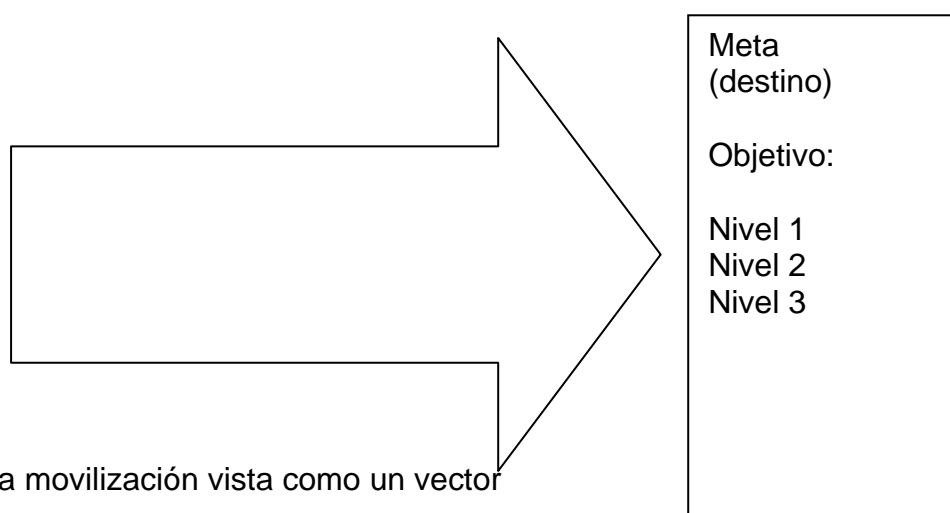 Meta
(destino)
Objetivo:
Nivel 1
Nivel 2
Nivel 3
a movilización vista como un vector